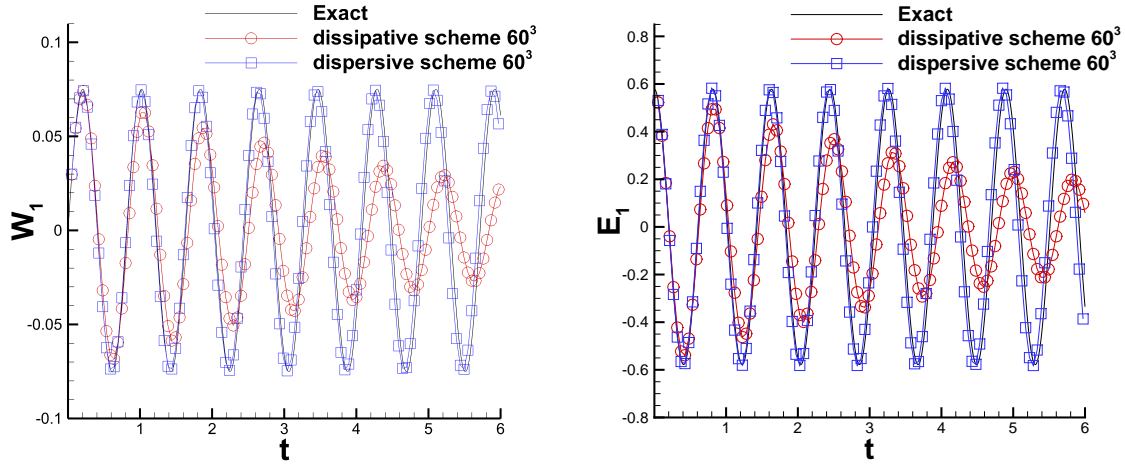 Exact
dissipative scheme 60³
dispersive scheme 60³
0.1
0.05
0
-0.05
-0.1
W₁
1
2
3
4
5
6
t
Exact
dissipative scheme 60³
dispersive scheme 60³
0.8
0.6
0.4
0.2
0
-0.2
-0.4
-0.6
-0.8
E₁
1
2
3
4
5
6
t